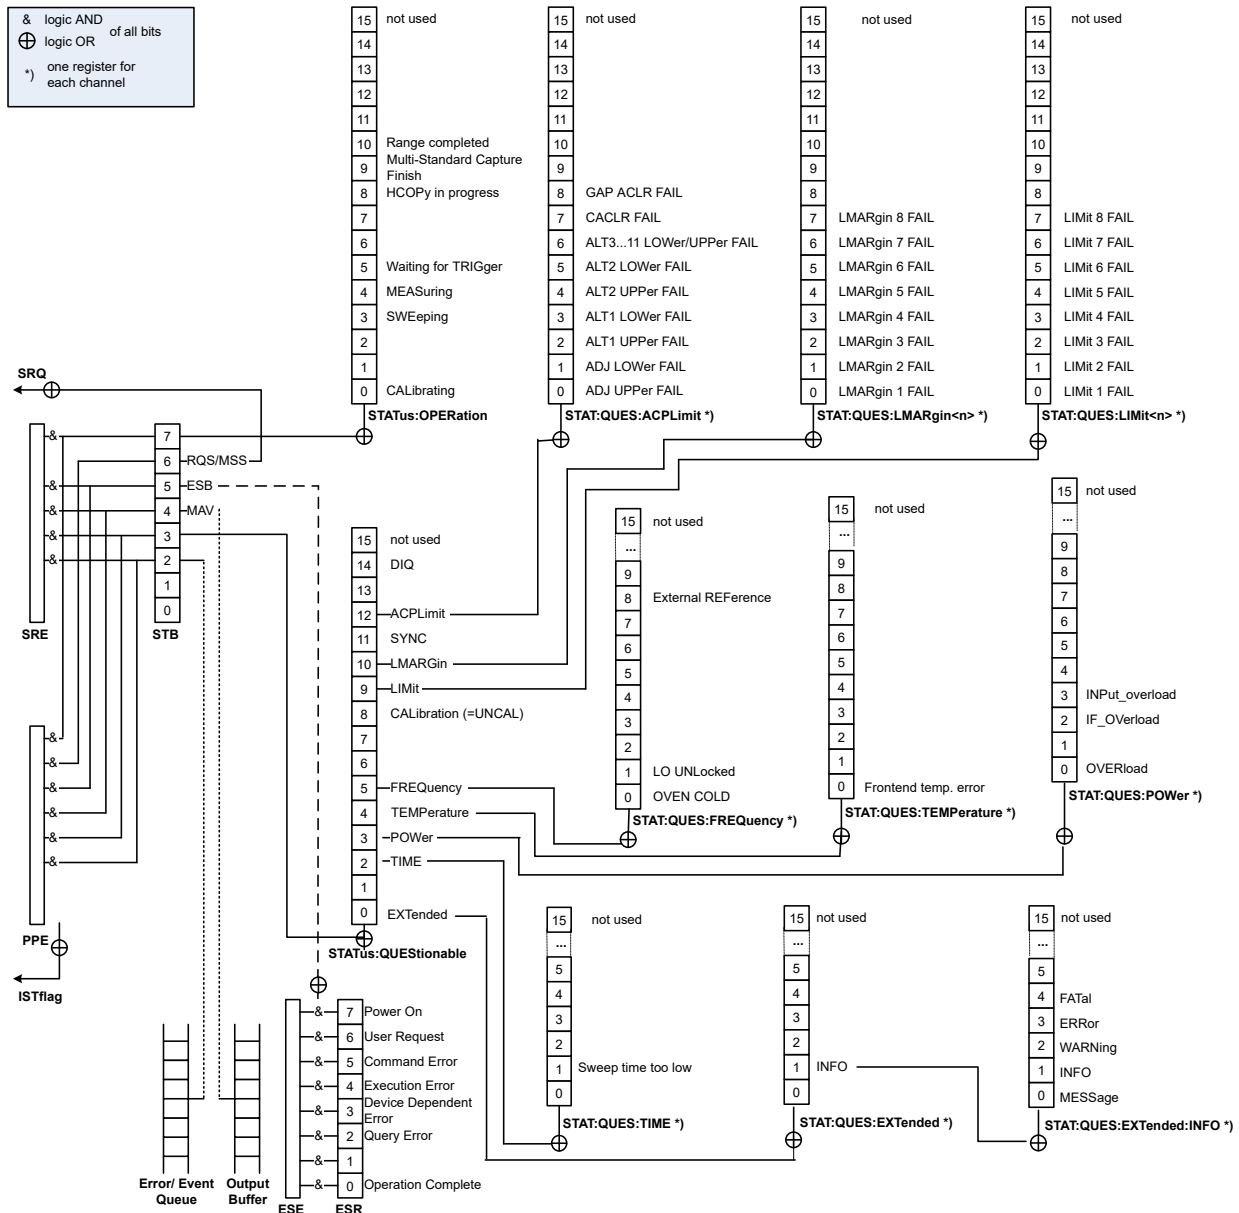 & logic AND
of all bits
⊕ logic OR
*) one register for
each channel
15 not used
14
13
12
11
10 Range completed
9 Multi-Standard Capture
Finish
8 HCOPy in progress
7
6
5 Waiting for TRIGger
4 MEASuring
3 SWEeping
2
1
0 CALibrating
STATus:OPERation
15 not used
14
13
12
11
10
9
8 GAP ACLR FAIL
7 CACLR FAIL
6 ALT3...11 LOWer/UPPer FAIL
5 ALT2 LOWer FAIL
4 ALT2 UPPer FAIL
3 ALT1 LOWer FAIL
2 ALT1 UPPer FAIL
1 ADJ LOWer FAIL
0 ADJ UPPer FAIL
STAT:QUES:ACPLimit *)
15 not used
14
13
12
11
10
9
8
7 LMARgin 8 FAIL
6 LMARgin 7 FAIL
5 LMARgin 6 FAIL
4 LMARgin 5 FAIL
3 LMARgin 4 FAIL
2 LMARgin 3 FAIL
1 LMARgin 2 FAIL
0 LMARgin 1 FAIL
STAT:QUES:LMARgin<n> *)
15 not used
14
13
12
11
10
9
8
7 LIMit 8 FAIL
6 LIMit 7 FAIL
5 LIMit 6 FAIL
4 LIMit 5 FAIL
3 LIMit 4 FAIL
2 LIMit 3 FAIL
1 LIMit 2 FAIL
0 LIMit 1 FAIL
STAT:QUES:LIMit<n> *)
SRQ
& 7
6 RQS/MSS
& 5 ESB
& 4 MAV
& 3
& 2
1
0
SRE
STB
15 not used
14 DIQ
13
12 ACPLimit
11 SYNC
10 LMARGin
9 LIMit
8 CALibration (=UNCAL)
7
6
5 FREQuency
4 TEMPerature
3 POWer
2 TIME
1
0 EXTended
STATus:QUEStionable
15 not used
...
9
8 External REFerence
7
6
5
4
3
2
1 LO UNLocked
0 OVEN COLD
STAT:QUES:FREQuency *)
15 not used
...
9
8
7
6
5
4
3
2
1
0 Frontend temp. error
STAT:QUES:TEMPerature *)
15 not used
...
9
8
7
6
5
4
3 INPut_overload
2 IF_OVerload
1
0 OVERload
STAT:QUES:POWer *)
&
&
&
&
&
&
PPE
ISTflag
15 not used
...
5
4
3
2
1 Sweep time too low
0
STAT:QUES:TIME *)
15 not used
...
5
4
3
2
1 INFO
0
STAT:QUES:EXTended *)
15 not used
...
5
4 FATal
3 ERRor
2 WARNing
1 INFO
0 MESSage
STAT:QUES:EXTended:INFO *)
& 7 Power On
& 6 User Request
& 5 Command Error
& 4 Execution Error
& 3 Device Dependent
Error
& 2 Query Error
& 1
& 0 Operation Complete
ESE
ESR
Error/ Event
Queue
Output
Buffer